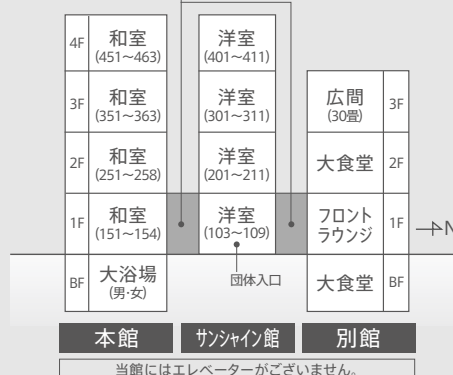 4F 和室 (451～463)
洋室 (401～411)
3F 和室 (351～363)
洋室 (301～311)
広間 (30畳) 3F
2F 和室 (251～258)
洋室 (201～211)
大食堂 2F
1F 和室 (151～154)
洋室 (103～109)
フロント
ラウンジ 1F
N
団体入口
BF 大浴場 (男·女)
大食堂 BF
本館
サンシャイン館
別館
当館にはエレベーターがございません。